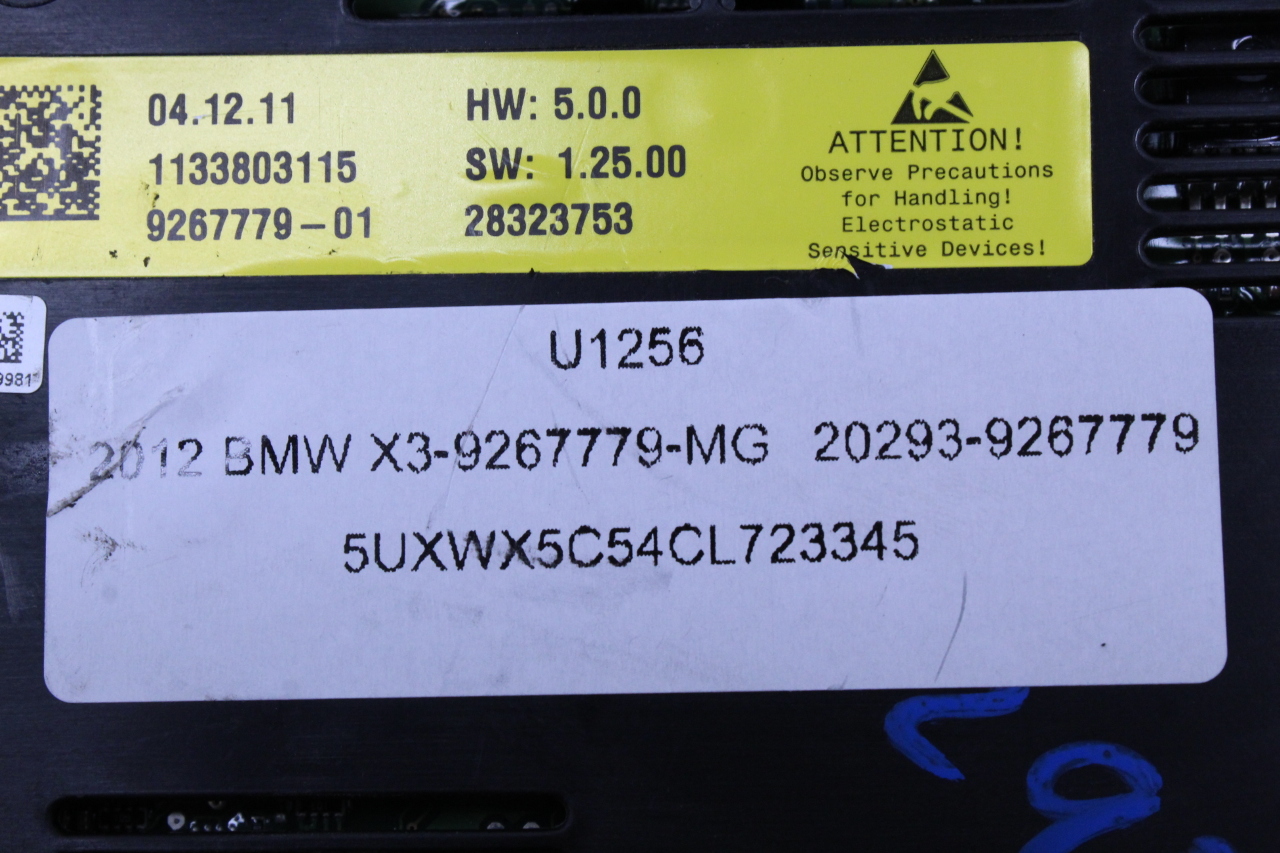 04.12.11
HW: 5.0.0
1133803115
SW: 1.25.00
9267779-01
28323753
ATTENTION!
Observe Precautions
for Handling!
Electrostatic
Sensitive Devices!
9981
U1256
2012 BMW X3-9267779-MG 20293-9267779
5UXWX5C54CL723345